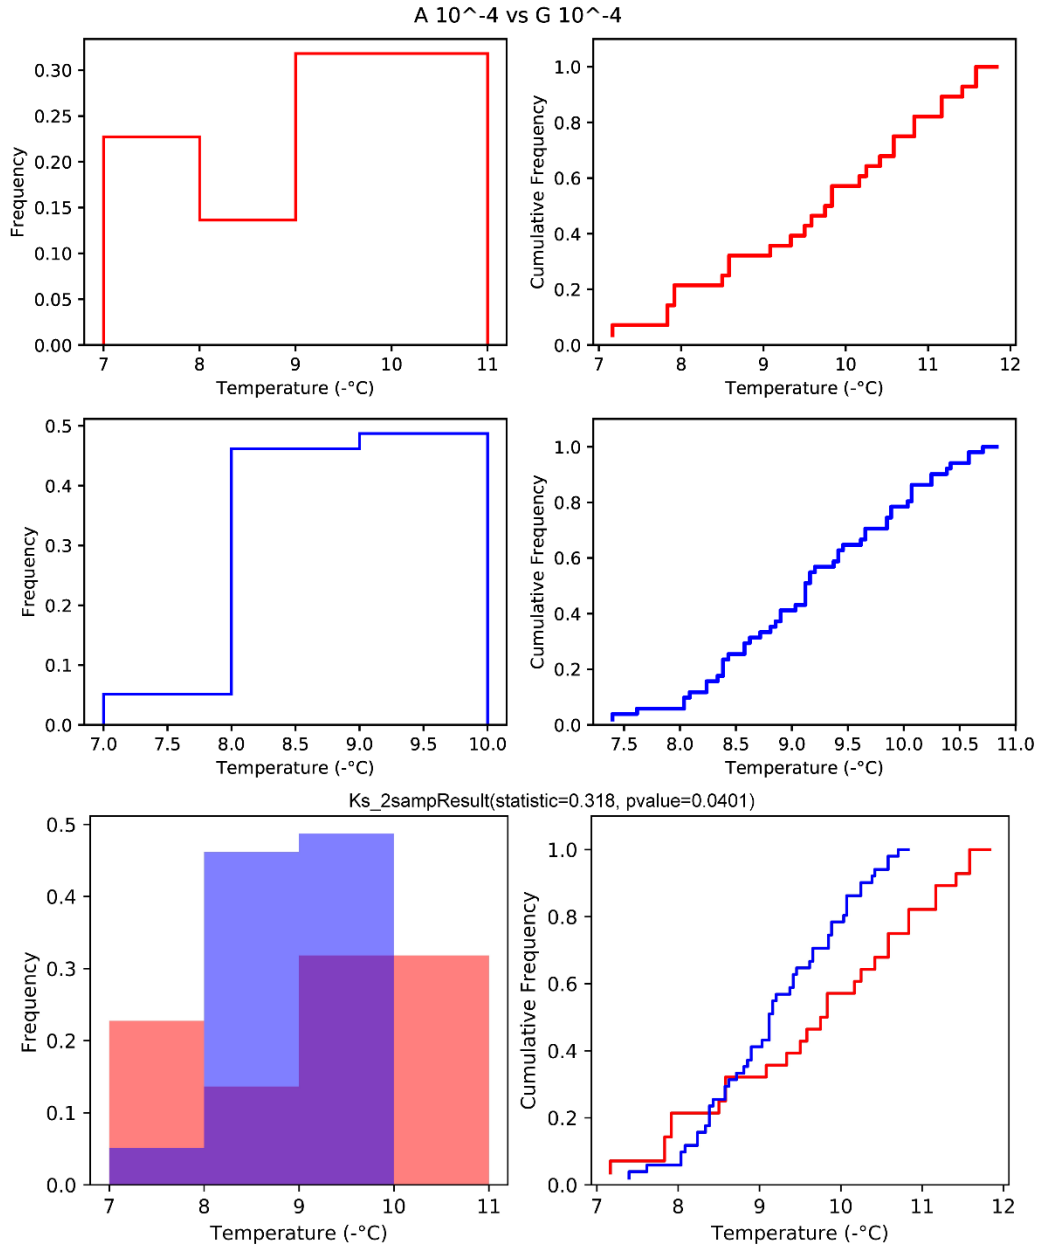 A 10^-4 vs G 10^-4
Frequency
0.30
0.25
0.20
0.15
0.10
0.05
0.00
7 8 9 10 11
Temperature (-°C)
Cumulative Frequency
1.0
0.8
0.6
0.4
0.2
0.0
7 8 9 10 11 12
Temperature (-°C)
Frequency
0.5
0.4
0.3
0.2
0.1
0.0
7.0 7.5 8.0 8.5 9.0 9.5 10.0
Temperature (-°C)
Cumulative Frequency
1.0
0.8
0.6
0.4
0.2
0.0
7.5 8.0 8.5 9.0 9.5 10.0 10.5 11.0
Temperature (-°C)
Ks_2sampResult(statistic=0.318, pvalue=0.0401)
Frequency
0.5
0.4
0.3
0.2
0.1
0.0
7 8 9 10 11
Temperature (-°C)
Cumulative Frequency
1.0
0.8
0.6
0.4
0.2
0.0
7 8 9 10 11 12
Temperature (-°C)